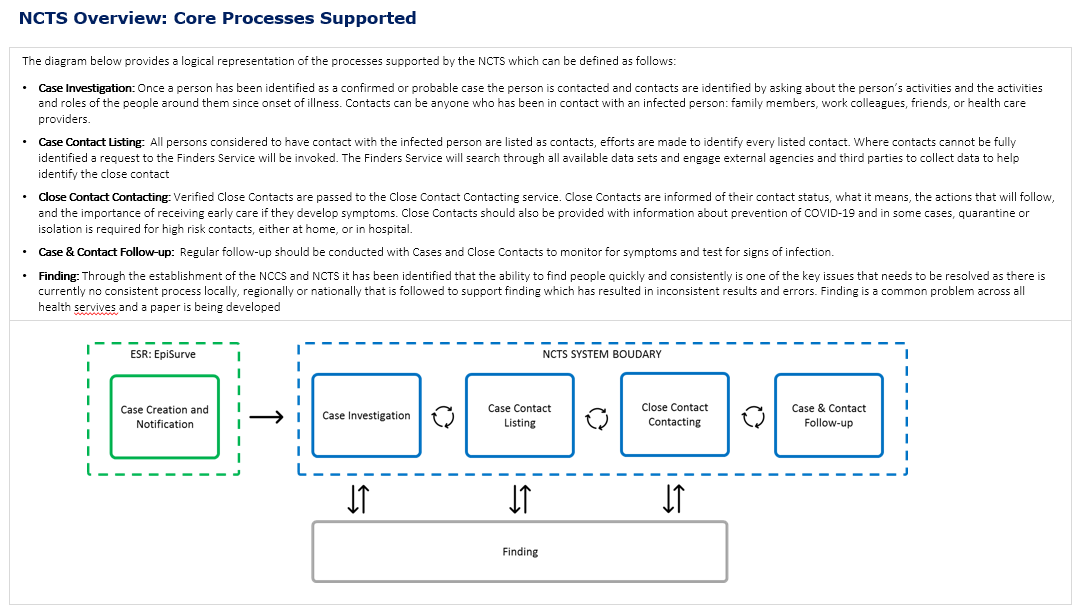 NCTS Overview: Core Processes Supported
The diagram below provides a logical representation of the processes supported by the NCTS which can be defined as follows:
• Case Investigation: Once a person has been identified as a confirmed or probable case the person is contacted and contacts are identified by asking about the person's activities and the activities
and roles of the people around them since onset of illness. Contacts can be anyone who has been in contact with an infected person: family members, work colleagues, friends, or health care
providers.
• Case Contact Listing: All persons considered to have contact with the infected person are listed as contacts, efforts are made to identify every listed contact. Where contacts cannot be fully
identified a request to the Finders Service will be invoked. The Finders Service will search through all available data sets and engage external agencies and third parties to collect data to help
identify the close contact
• Close Contact Contacting: Verified Close Contacts are passed to the Close Contact Contacting service. Close Contacts are informed of their contact status, what it means, the actions that will follow,
and the importance of receiving early care if they develop symptoms. Close Contacts should also be provided with information about prevention of COVID-19 and in some cases, quarantine or
isolation is required for high risk contacts, either at home, or in hospital.
• Case & Contact Follow-up: Regular follow-up should be conducted with Cases and Close Contacts to monitor for symptoms and test for signs of infection.
• Finding: Through the establishment of the NCCS and NCTS it has been identified that the ability to find people quickly and consistently is one of the key issues that needs to be resolved as there is
currently no consistent process locally, regionally or nationally that is followed to support finding which has resulted in inconsistent results and errors. Finding is a common problem across all
health servives and a paper is being developed
ESR: EpiSurve
NCTS SYSTEM BOUDARY
Case Creation and
Notification
Case Investigation
Case Contact
Listing
Close Contact
Contacting
Case & Contact
Follow-up
Finding